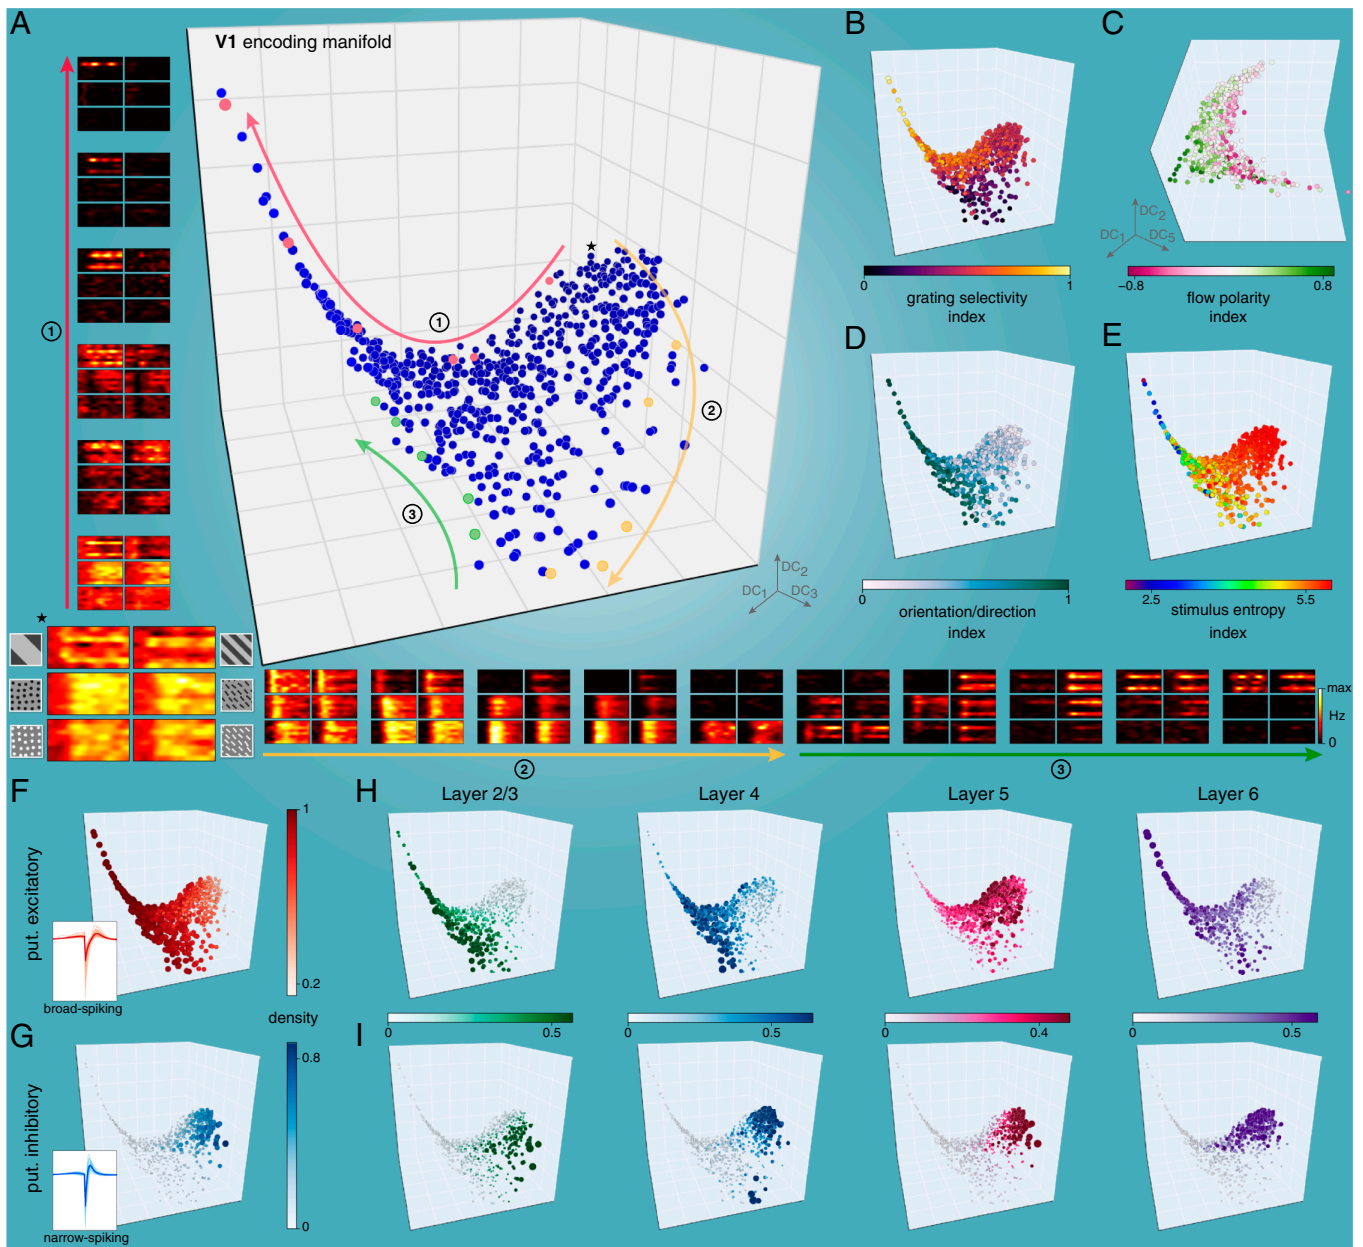 A
V1 encoding manifold
1
1
2
3
★
★
DC2
DC1
DC3
max
Hz
0
2
3
B
0
1
grating selectivity
index
C
DC2
DC1
DC5
−0.8
0.8
flow polarity
index
D
0
1
orientation/direction
index
E
2.5
5.5
stimulus entropy
index
F
put. excitatory
broad-spiking
1
0.2
density
G
put. inhibitory
narrow-spiking
0.8
0
H
Layer 2/3
Layer 4
Layer 5
Layer 6
0
0.5
0
0.5
0
0.4
0
0.5
I